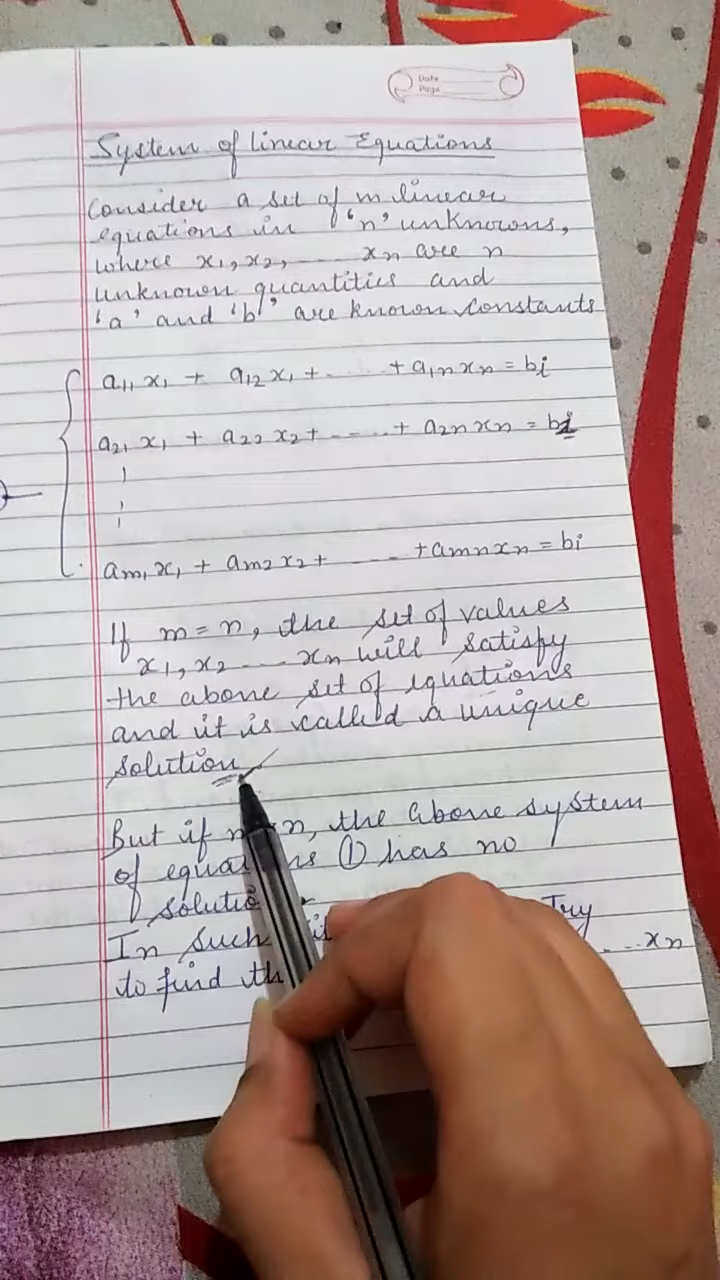 Date
Page
System of linear Equations
Consider a set of m linear
equations in 'n' unknowns,
where x₁, x₂, ---- xn are n
unknown quantities and
'a' and 'b' are known constants
a₁₁ x₁ + a₁₂ x₁ + ---- + a₁n xn = bi
a₂₁ x₁ + a₂₂ x₂ + ---- + a₂n xn = bi
am₁ x₁ + am₂ x₂ + ---- + amn xn = bi
If m = n, the set of values
x₁, x₂ ---- xn will satisfy
the above set of equations
and it is called a unique
solution
But if n, the above system
of ① has no
In such Try
to find ... xn